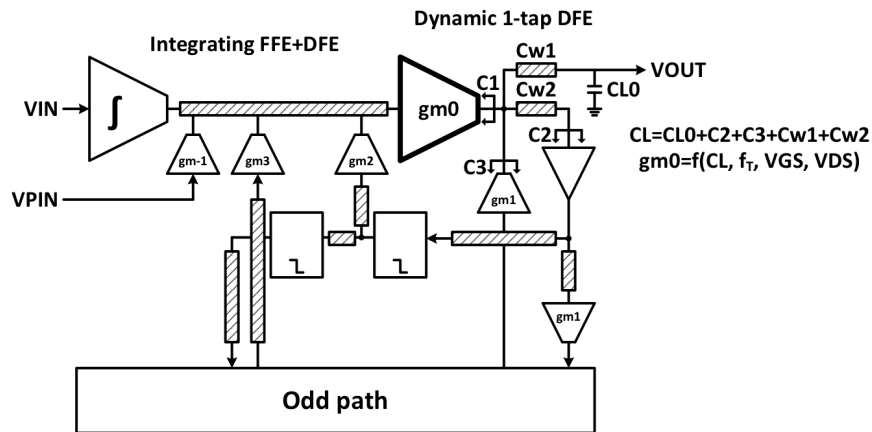 Dynamic 1-tap DFE
Integrating FFE+DFE
Cw1
VOUT
C1
Cw2
CL0
VIN
∫
gm0
C2
CL=CL0+C2+C3+Cw1+Cw2
gm0=f(CL, fT, VGS, VDS)
gm-1
gm3
gm2
C3
VPIN
gm1
gm1
Odd path